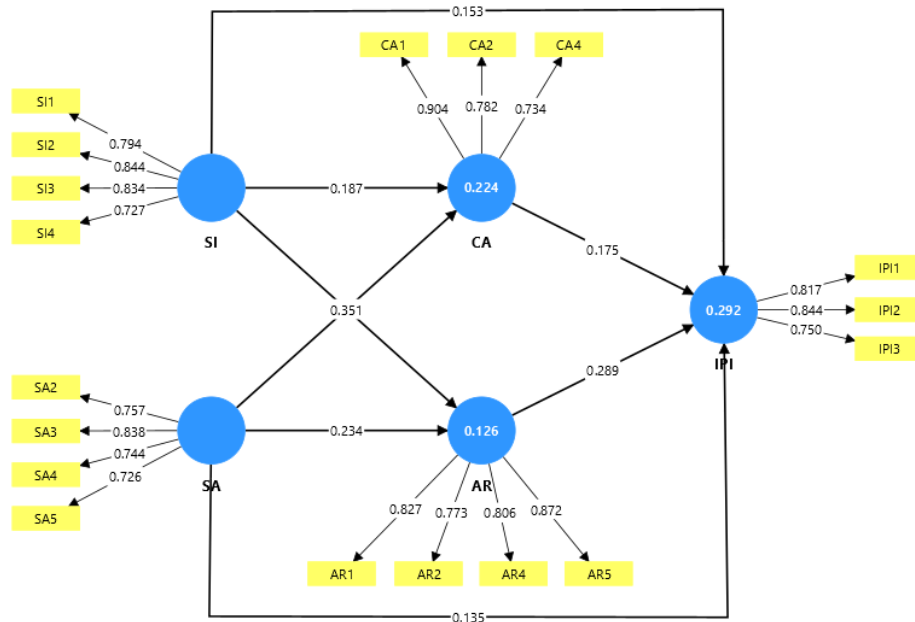 0.153
CA1
CA2
CA4
0.904
0.782
0.734
SI1
SI2
SI3
SI4
0.794
0.844
0.834
0.727
SI
0.187
0.224
CA
0.175
0.351
IPI1
IPI2
IPI3
0.817
0.844
0.750
0.292
IPI
0.289
SA2
SA3
SA4
SA5
0.757
0.838
0.744
0.726
SA
0.234
0.126
AR
0.827
0.773
0.806
0.872
AR1
AR2
AR4
AR5
0.135